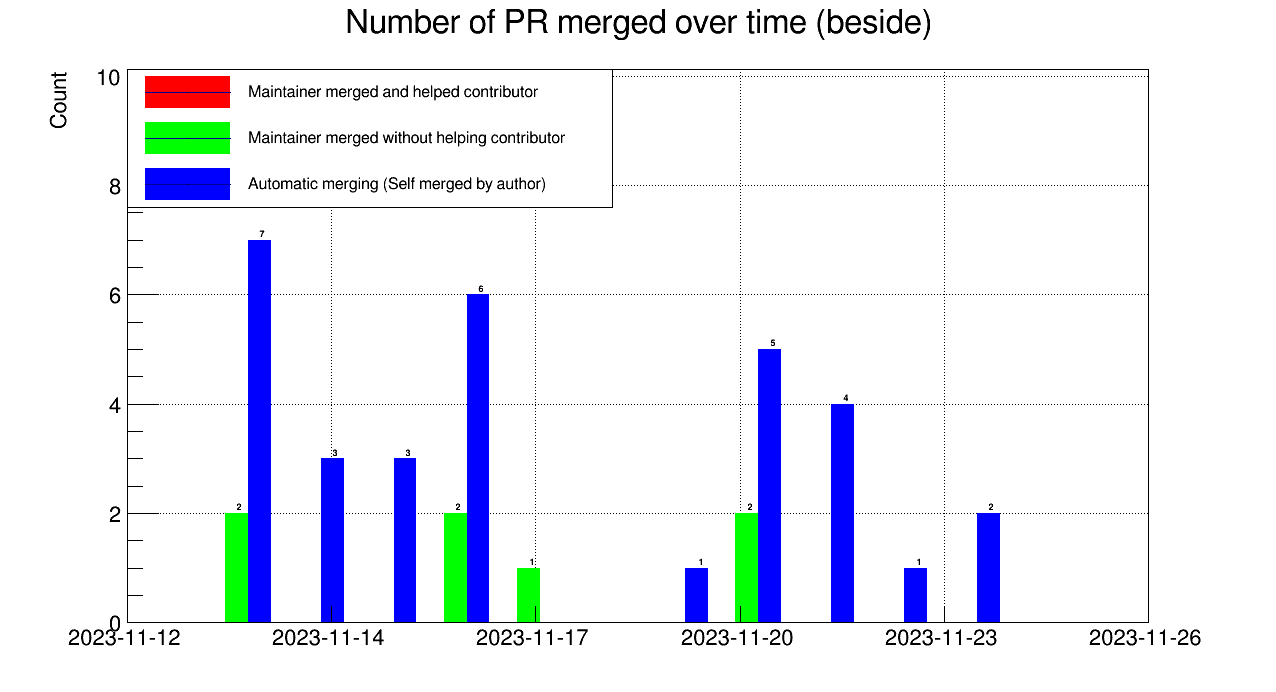 Number of PR merged over time (beside)
Count
10
8
6
4
2
0
Maintainer merged and helped contributor
Maintainer merged without helping contributor
Automatic merging (Self merged by author)
2 7 3 3 2 6 1 1 2 5 4 1 2
2023-11-12 2023-11-14 2023-11-17 2023-11-20 2023-11-23 2023-11-26